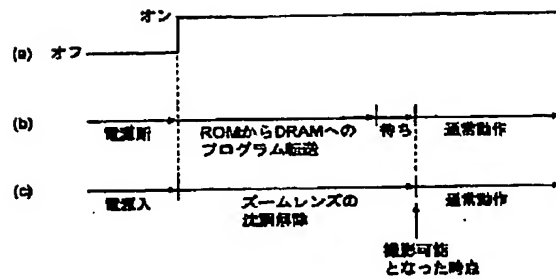 オン
(a) オフ
(b) 電源断 ROMからDRAMへの 待ち 通常動作
プログラム転送
(c) 電源入 ズームレンズの 通常動作
沈胴解除
撮影可能
となった時点